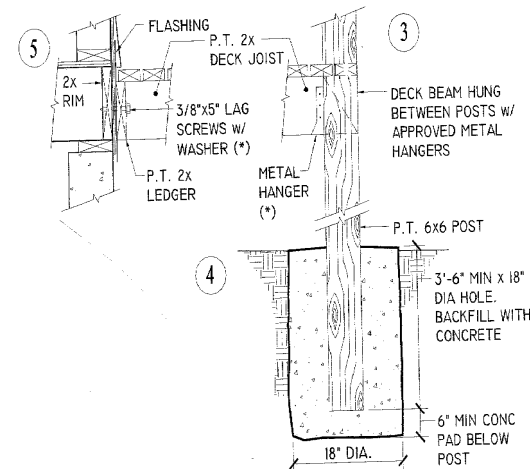 5
FLASHING
P.T. 2x
DECK JOIST
2x
RIM
3/8"x5" LAG
SCREWS w/
WASHER (*)
P.T. 2x
LEDGER
3
DECK BEAM HUNG
BETWEEN POSTS w/
APPROVED METAL
HANGERS
METAL
HANGER
(*)
P.T. 6x6 POST
4
3'-6" MIN x 18"
DIA HOLE.
BACKFILL WITH
CONCRETE
6" MIN CONC
PAD BELOW
POST
18" DIA.